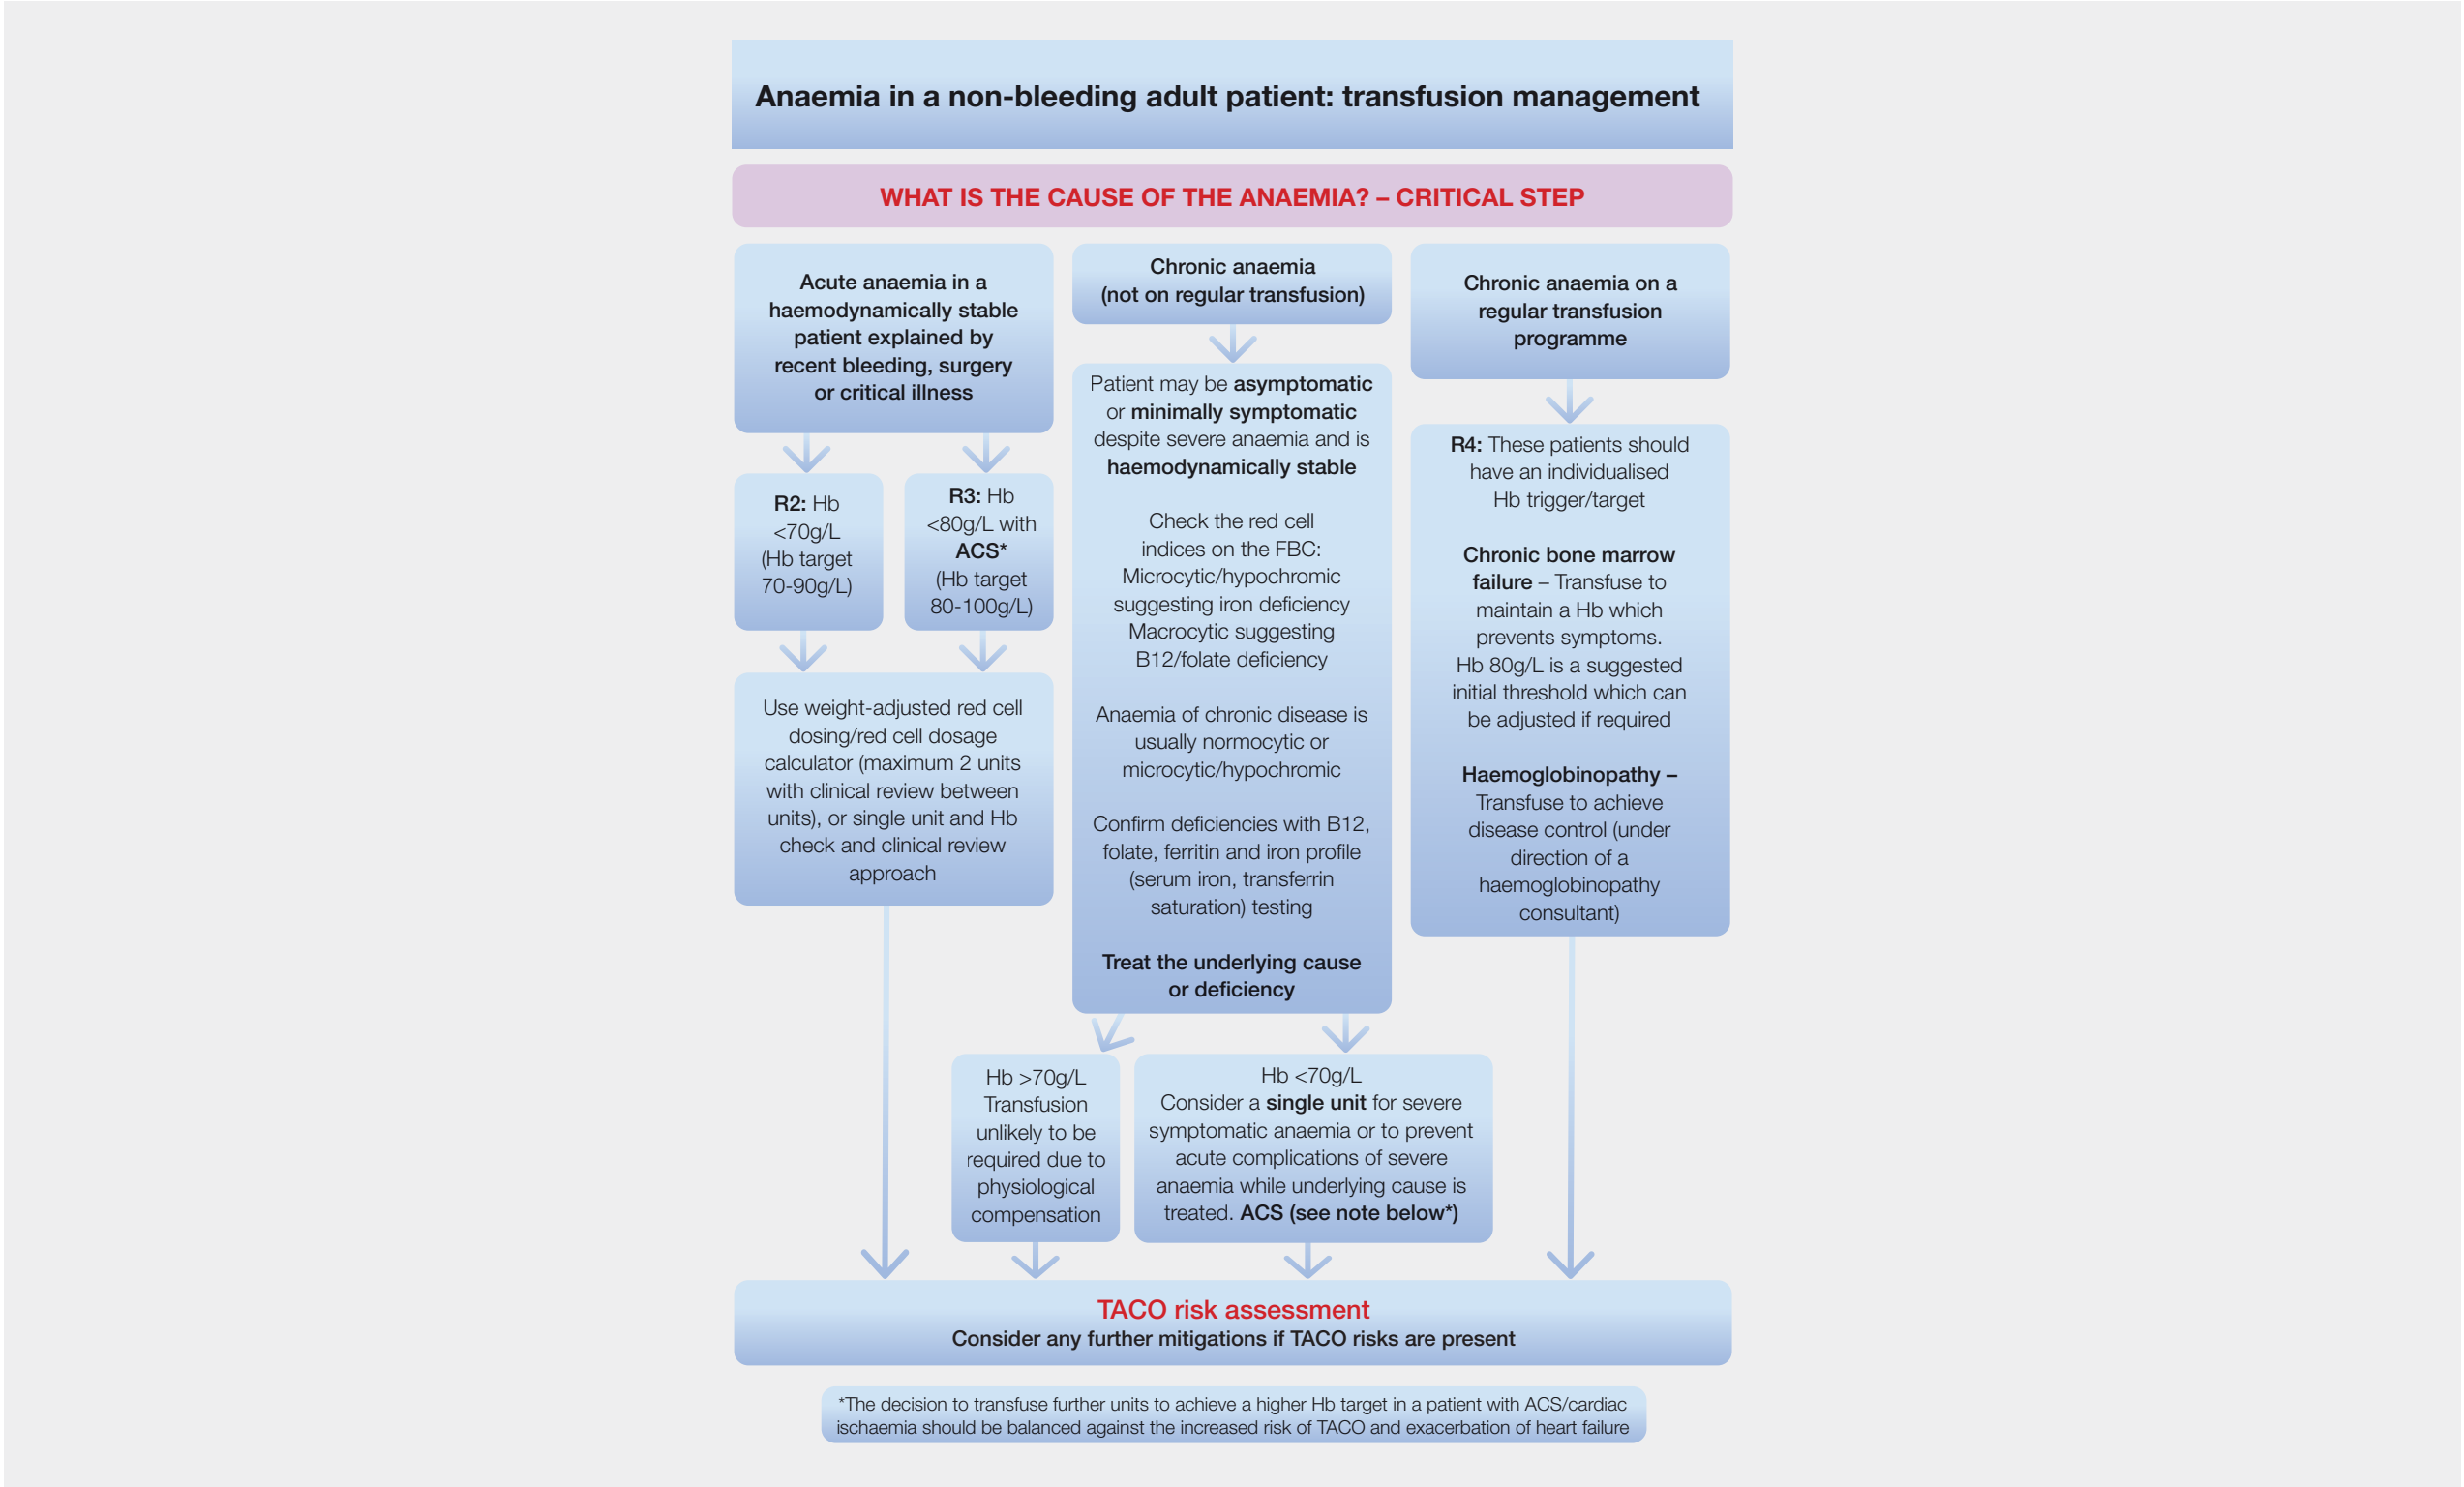 Anaemia in a non-bleeding adult patient: transfusion management
WHAT IS THE CAUSE OF THE ANAEMIA? – CRITICAL STEP
Acute anaemia in a
haemodynamically stable
patient explained by
recent bleeding, surgery
or critical illness
R2: Hb
<70g/L
(Hb target
70-90g/L)
R3: Hb
<80g/L with
ACS*
(Hb target
80-100g/L)
Use weight-adjusted red cell
dosing/red cell dosage
calculator (maximum 2 units
with clinical review between
units), or single unit and Hb
check and clinical review
approach
Chronic anaemia
(not on regular transfusion)
Patient may be asymptomatic
or minimally symptomatic
despite severe anaemia and is
haemodynamically stable
Check the red cell
indices on the FBC:
Microcytic/hypochromic
suggesting iron deficiency
Macrocytic suggesting
B12/folate deficiency
Anaemia of chronic disease is
usually normocytic or
microcytic/hypochromic
Confirm deficiencies with B12,
folate, ferritin and iron profile
(serum iron, transferrin
saturation) testing
Treat the underlying cause
or deficiency
Hb >70g/L
Transfusion
unlikely to be
required due to
physiological
compensation
Hb <70g/L
Consider a single unit for severe
symptomatic anaemia or to prevent
acute complications of severe
anaemia while underlying cause is
treated. ACS (see note below*)
Chronic anaemia on a
regular transfusion
programme
R4: These patients should
have an individualised
Hb trigger/target
Chronic bone marrow
failure – Transfuse to
maintain a Hb which
prevents symptoms.
Hb 80g/L is a suggested
initial threshold which can
be adjusted if required
Haemoglobinopathy –
Transfuse to achieve
disease control (under
direction of a
haemoglobinopathy
consultant)
TACO risk assessment
Consider any further mitigations if TACO risks are present
*The decision to transfuse further units to achieve a higher Hb target in a patient with ACS/cardiac
ischaemia should be balanced against the increased risk of TACO and exacerbation of heart failure